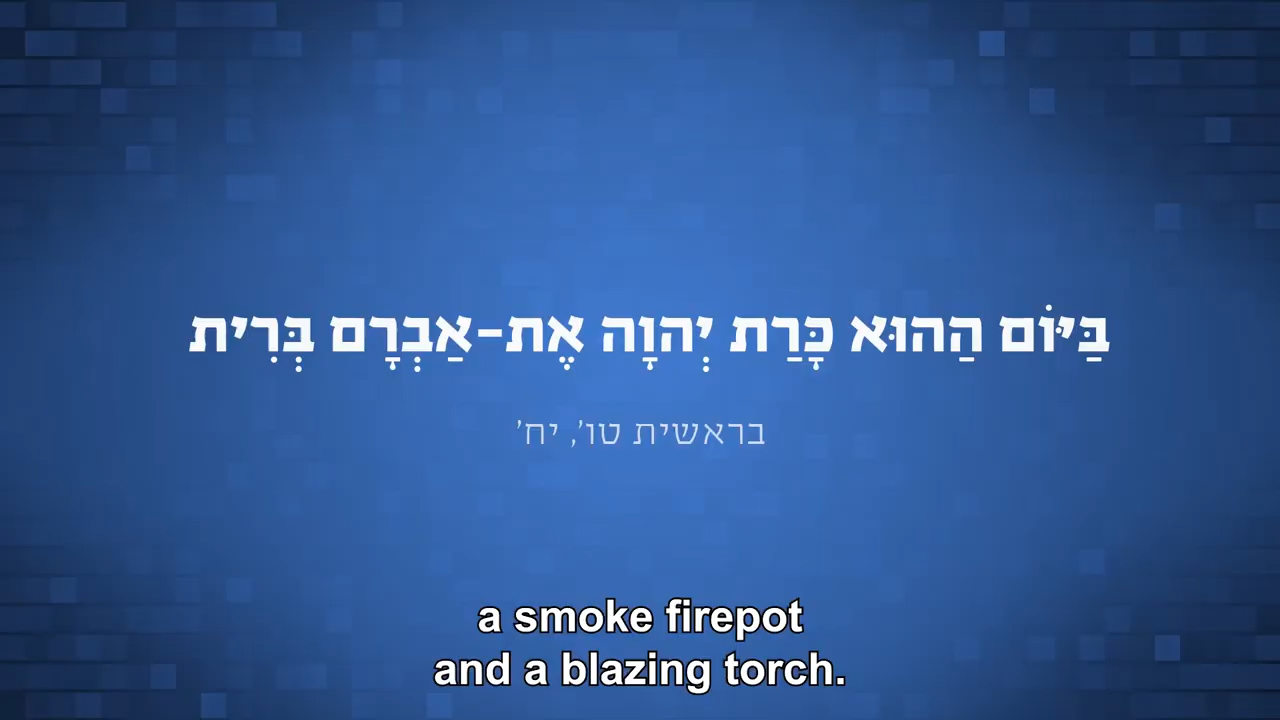 בַּיּוֹם הַהוּא כָּרַת יְהוָה אֶת-אַבְרָם בְּרִית
בראשית טו', יח'
a smoke firepot
and a blazing torch.